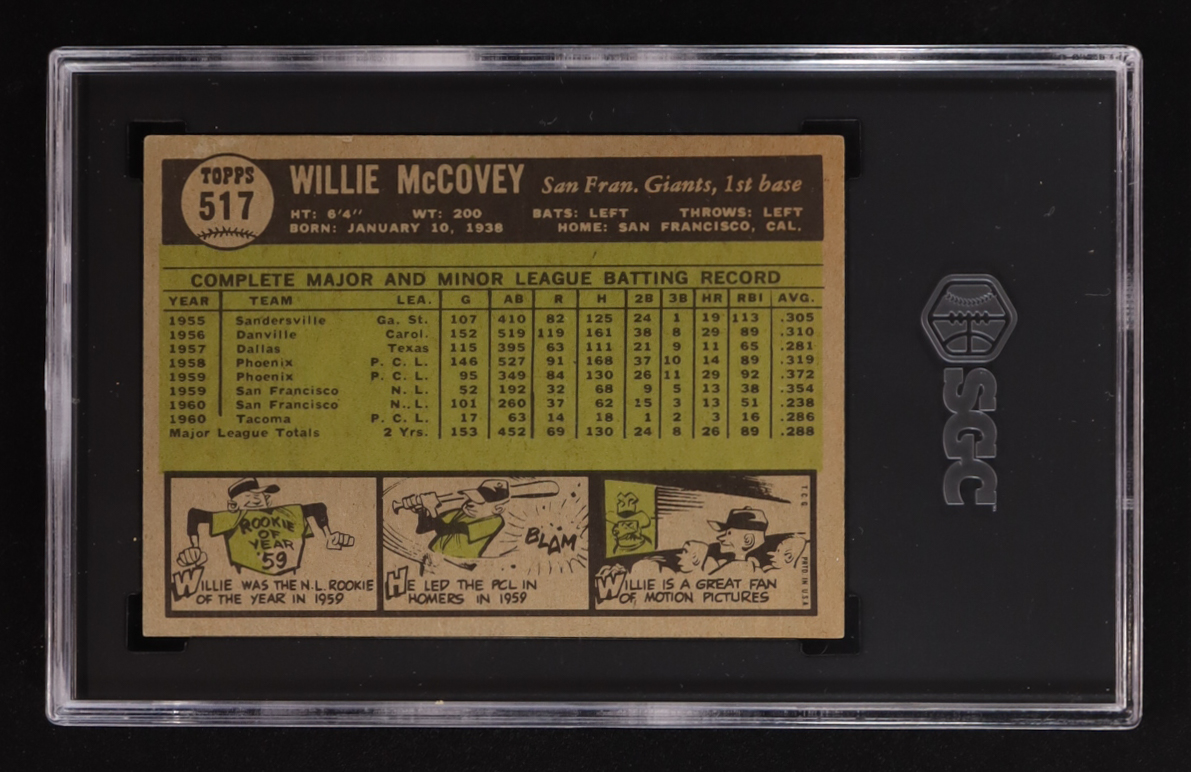 TOPPS
517
WILLIE McCOVEY San Fran. Giants, 1st base
HT: 6'4" WT: 200 BATS: LEFT THROWS: LEFT
BORN: JANUARY 10, 1938 HOME: SAN FRANCISCO, CAL.
COMPLETE MAJOR AND MINOR LEAGUE BATTING RECORD
YEAR TEAM LEA. G AB R H 2B 3B HR RBI AVG.
1955 Sandersville Ga. St. 107 410 82 125 24 1 19 113 .305
1956 Danville Carol. 152 519 119 161 38 8 29 89 .310
1957 Dallas Texas 115 395 63 111 21 9 11 65 .281
1958 Phoenix P. C. L. 146 527 91 168 37 10 14 89 .319
1959 Phoenix P. C. L. 95 349 84 130 26 11 29 92 .372
1959 San Francisco N. L. 52 192 32 68 9 5 13 38 .354
1960 San Francisco N. L. 101 260 37 62 15 3 13 51 .238
1960 Tacoma P. C. L. 17 63 14 18 1 2 3 16 .286
Major League Totals 2 Yrs. 153 452 69 130 24 8 26 89 .288
ROOKIE
OF
YEAR
'59
WILLIE WAS THE N.L. ROOKIE
OF THE YEAR IN 1959
BLAM
HE LED THE PCL IN
HOMERS IN 1959
WILLIE IS A GREAT FAN
OF MOTION PICTURES
T.C.G. PRTD IN U.S.A.
SGC